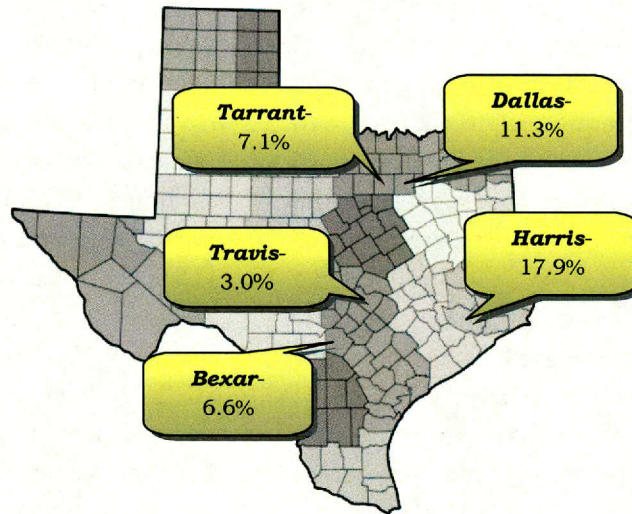 Tarrant-
7.1%
Dallas-
11.3%
Travis-
3.0%
Harris-
17.9%
Bexar-
6.6%